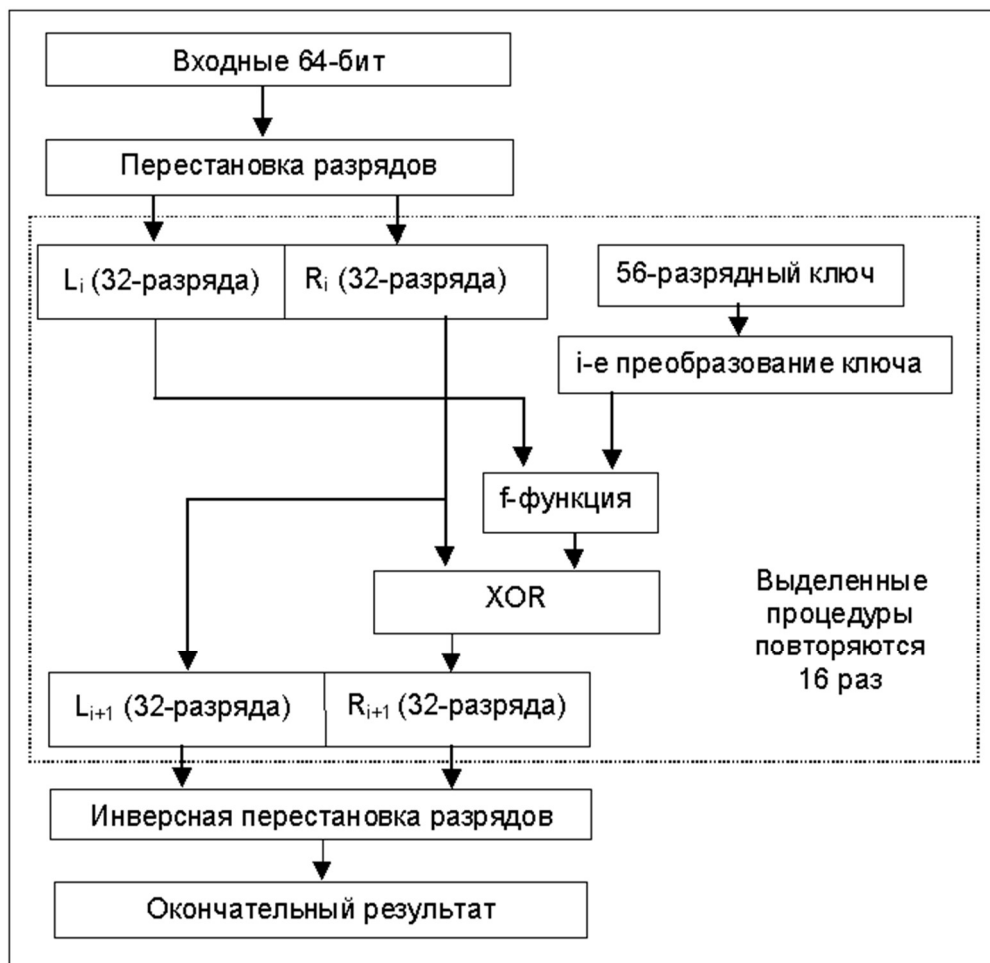 Входные 64-бит
Перестановка разрядов
Li (32-разряда)
Ri (32-разряда)
56-разрядный ключ
i-е преобразование ключа
f-функция
XOR
Выделенные
процедуры
повторяются
16 раз
Li+1 (32-разряда)
Ri+1 (32-разряда)
Инверсная перестановка разрядов
Окончательный результат